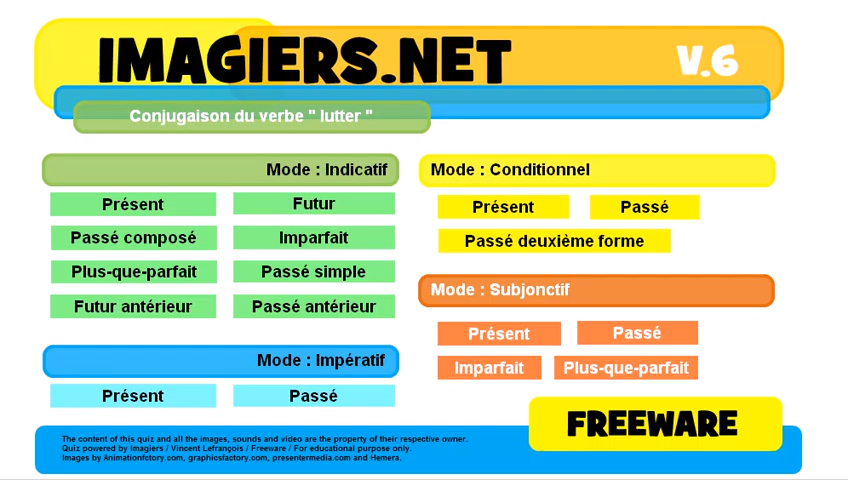 IMAGIERS.NET
V.6
Conjugaison du verbe " lutter "
Mode : Indicatif
Présent
Futur
Passé composé
Imparfait
Plus-que-parfait
Passé simple
Futur antérieur
Passé antérieur
Mode : Impératif
Présent
Passé
Mode : Conditionnel
Présent
Passé
Passé deuxième forme
Mode : Subjonctif
Présent
Passé
Imparfait
Plus-que-parfait
FREEWARE
The content of this quiz and all the images, sounds and video are the property of their respective owner.
Quiz powered by Imagiers / Vincent Lefrançois / Freeware / For educational purpose only.
Images by Animationfctory.com, graphicsfactory.com, presentermedia.com and Hemera.